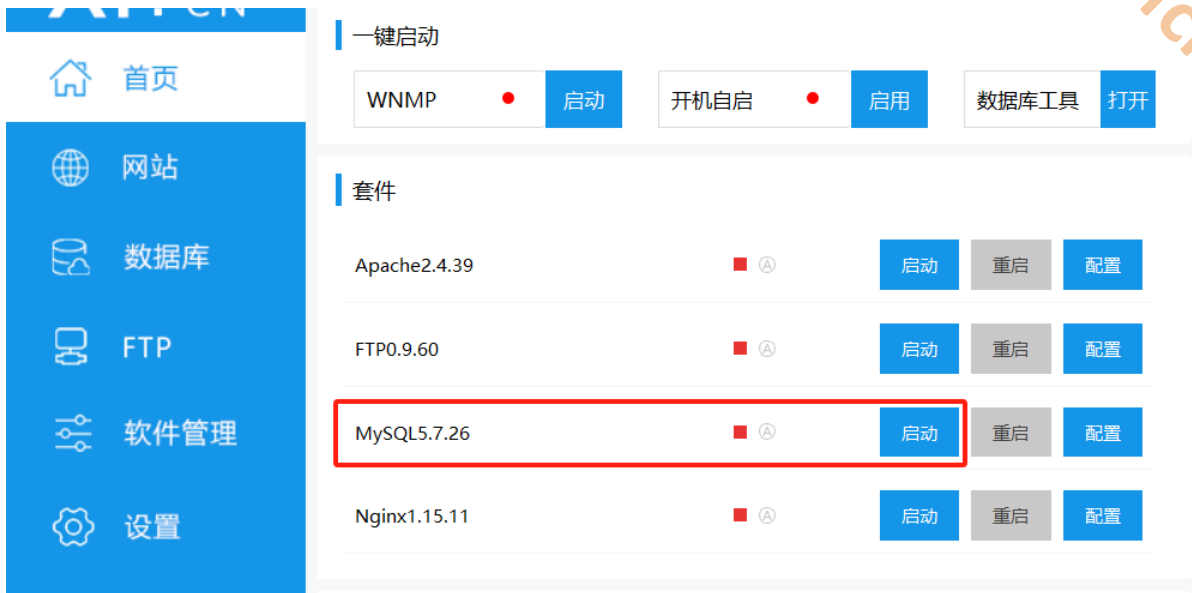 CN
首页
网站
数据库
FTP
软件管理
设置
一键启动
WNMP 启动 开机自启 启用 数据库工具 打开
套件
Apache2.4.39 Ⓐ 启动 重启 配置
FTP0.9.60 Ⓐ 启动 重启 配置
MySQL5.7.26 Ⓐ 启动 重启 配置
Nginx1.15.11 Ⓐ 启动 重启 配置